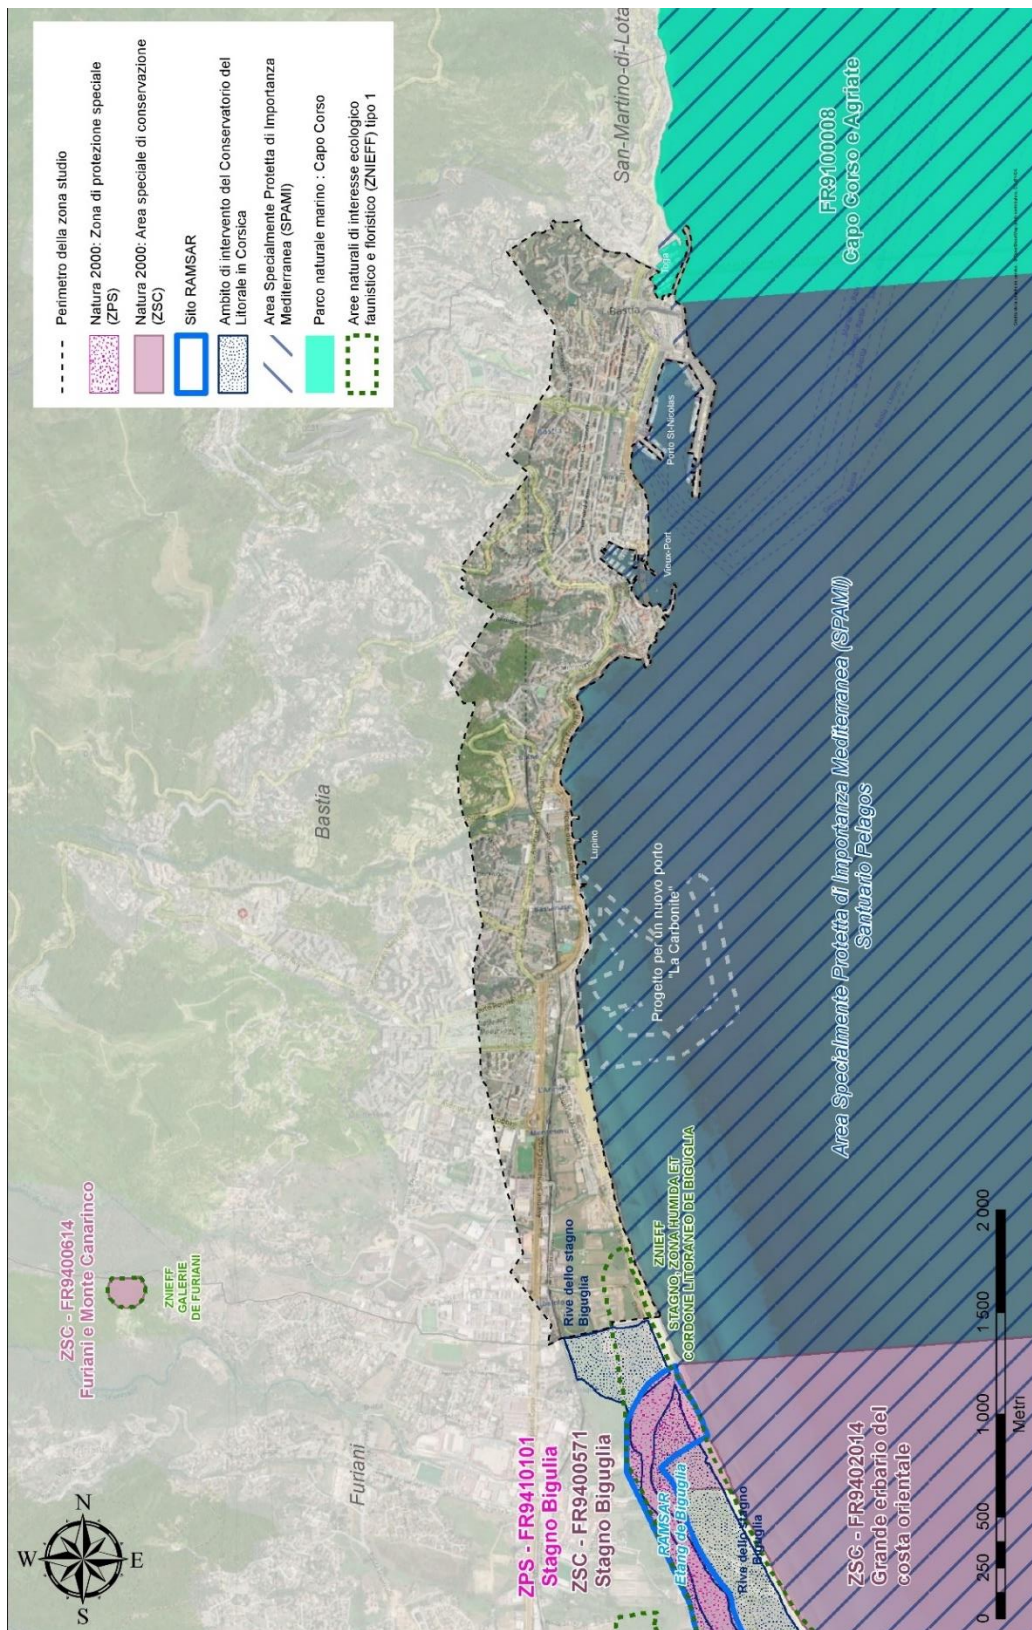 Perimetro della zona studio
Natura 2000: Zona di protezione speciale
(ZPS)
Natura 2000: Area speciale di conservazione
(ZSC)
Sito RAMSAR
Ambito di intervento del Conservatorio del
Litorale in Corsica
Area Specialmente Protetta di Importanza
Mediterranea (SPAMI)
Parco naturale marino : Capo Corso
Aree naturali di interesse ecologico
faunistico e floristico (ZNIEFF) tipo 1
San-Martino-di-Lota
FR9100008
Capo Corso e Agriate
Toga
Bastia
Porto St-Nicolas
Vieux-Port
Bastia
Lupino
Progetto per un nuovo porto
"La Carbonite"
Area Specialmente Protetta di Importanza Mediterranea (SPAMI)
Santuario Pelagos
ZSC - FR9400614
Furiani e Monte Canarinco
ZNIEFF
GALERIE
DE FURIANI
Furiani
Rive dello stagno
Biguglia
ZNIEFF
STAGNO, ZONA HUMIDA ET
CORDONE LITORANEO DE BIGUGLIA
ZPS - FR9410101
Stagno Bigulia
ZSC - FR9400571
Stagno Biguglia
RAMSAR
Etang de Biguglia
Rive dello stagno
Biguglia
ZSC - FR9402014
Grande erbario del
costa orientale
N
W
E
S
0 250 500 1 000 1 500 2 000
Metri